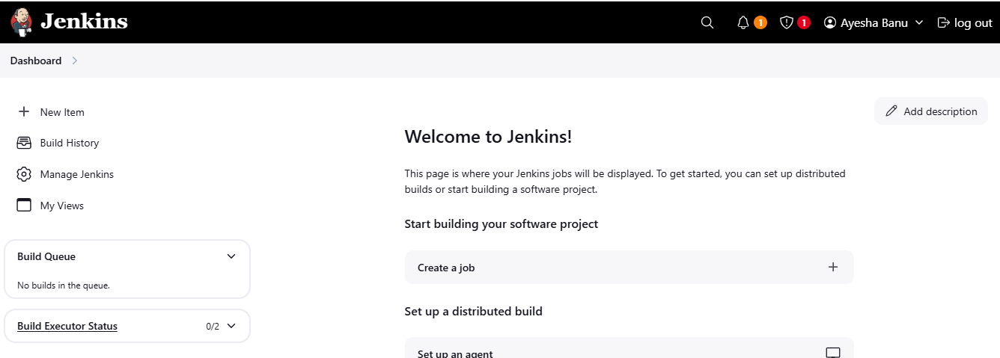 Jenkins
1
1
Ayesha Banu
log out
Dashboard
New Item
Build History
Manage Jenkins
My Views
Build Queue
No builds in the queue.
Build Executor Status 0/2
Add description
Welcome to Jenkins!
This page is where your Jenkins jobs will be displayed. To get started, you can set up distributed
builds or start building a software project.
Start building your software project
Create a job
Set up a distributed build
Set up an agent